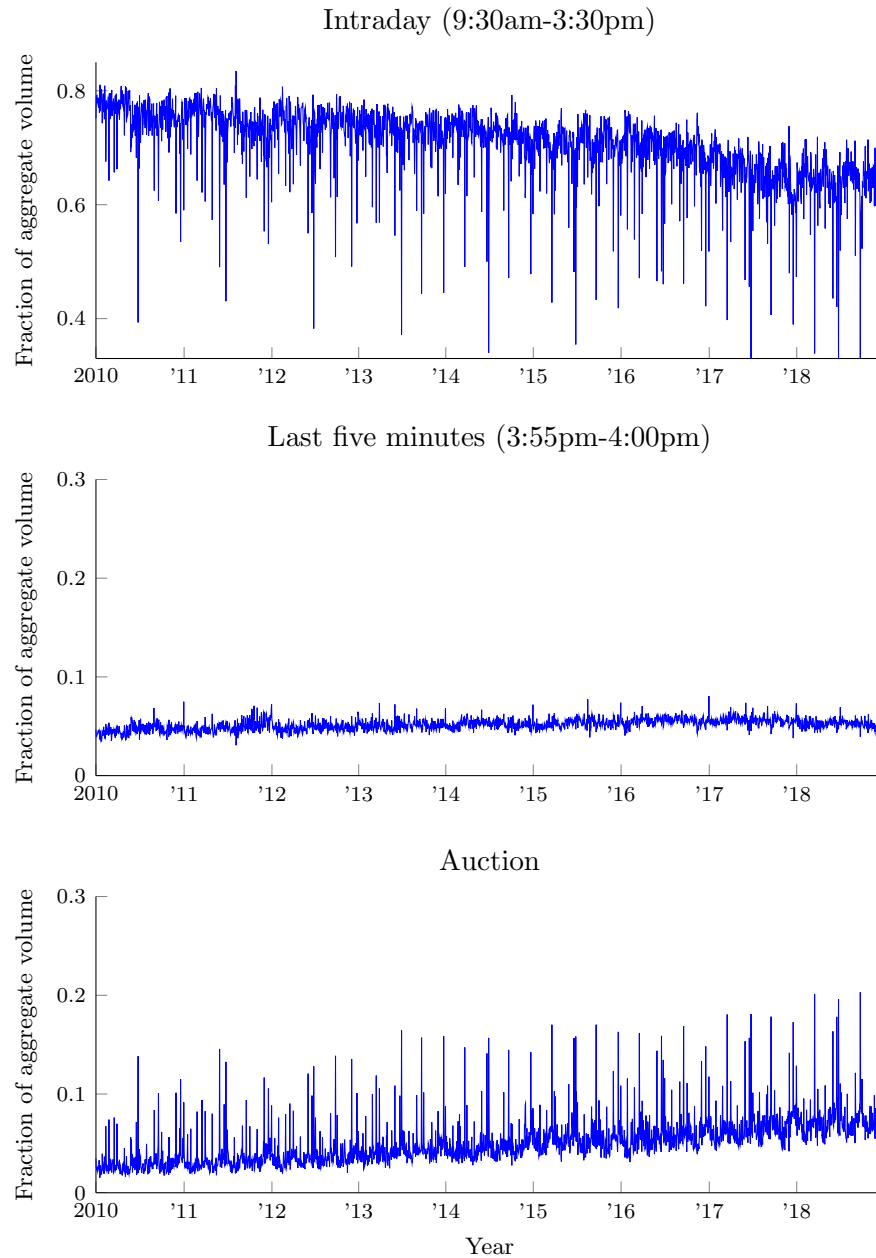 Intraday (9:30am-3:30pm)
Fraction of aggregate volume
0.8
0.6
0.4
2010 '11 '12 '13 '14 '15 '16 '17 '18
Last five minutes (3:55pm-4:00pm)
Fraction of aggregate volume
0.3
0.2
0.1
0
2010 '11 '12 '13 '14 '15 '16 '17 '18
Auction
Fraction of aggregate volume
0.3
0.2
0.1
0
2010 '11 '12 '13 '14 '15 '16 '17 '18
Year